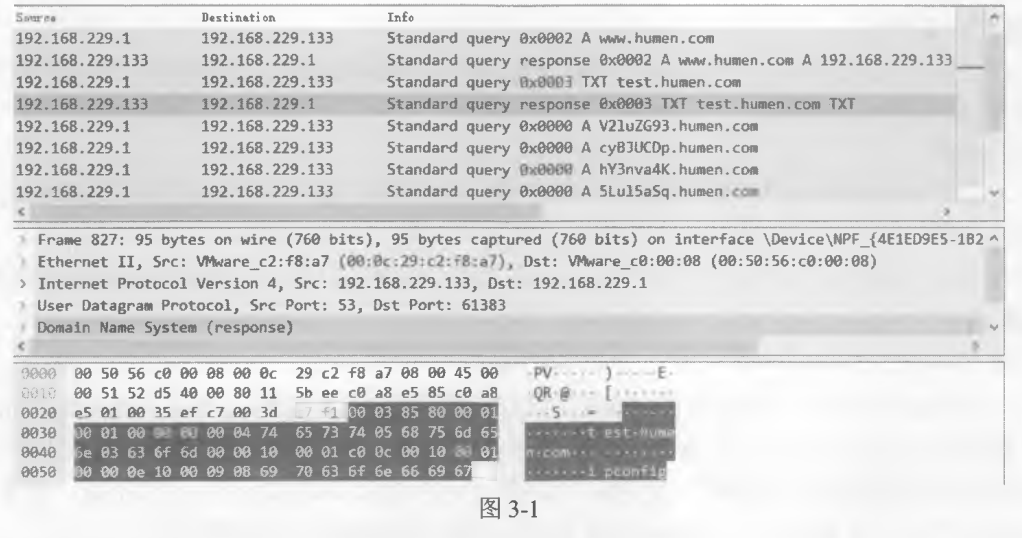 Source Destination Info
192.168.229.1 192.168.229.133 Standard query 0x0002 A www.humen.com
192.168.229.133 192.168.229.1 Standard query response 0x0002 A www.humen.com A 192.168.229.133
192.168.229.1 192.168.229.133 Standard query 0x0003 TXT test.humen.com
192.168.229.133 192.168.229.1 Standard query response 0x0003 TXT test.humen.com TXT
192.168.229.1 192.168.229.133 Standard query 0x0000 A V2luZG93.humen.com
192.168.229.1 192.168.229.133 Standard query 0x0000 A cyBJUCDp.humen.com
192.168.229.1 192.168.229.133 Standard query 0x0000 A hY3nva4K.humen.com
192.168.229.1 192.168.229.133 Standard query 0x0000 A 5Lul5aSq.humen.com
> Frame 827: 95 bytes on wire (760 bits), 95 bytes captured (760 bits) on interface \Device\NPF_{4E1ED9E5-1B2
> Ethernet II, Src: VMware_c2:f8:a7 (00:0c:29:c2:f8:a7), Dst: VMware_c0:00:08 (00:50:56:c0:00:08)
> Internet Protocol Version 4, Src: 192.168.229.133, Dst: 192.168.229.1
> User Datagram Protocol, Src Port: 53, Dst Port: 61383
> Domain Name System (response)
0000 00 50 56 c0 00 08 00 0c 29 c2 f8 a7 08 00 45 00 ·PV·····)·····E·
0010 00 51 52 d5 40 00 80 11 5b ee c0 a8 e5 85 c0 a8 ·QR·@···[·······
0020 e5 01 00 35 ef c7 00 3d f1 00 03 85 80 00 01 ···5···=········
0030 00 01 00 00 00 00 04 74 65 73 74 05 68 75 6d 65 ·······t est·hume
0040 6e 03 63 6f 6d 00 00 10 00 01 c0 0c 00 10 00 01 n·com···········
0050 00 00 0e 10 00 09 08 69 70 63 6f 6e 66 69 67 ·······i pconfig
图 3-1